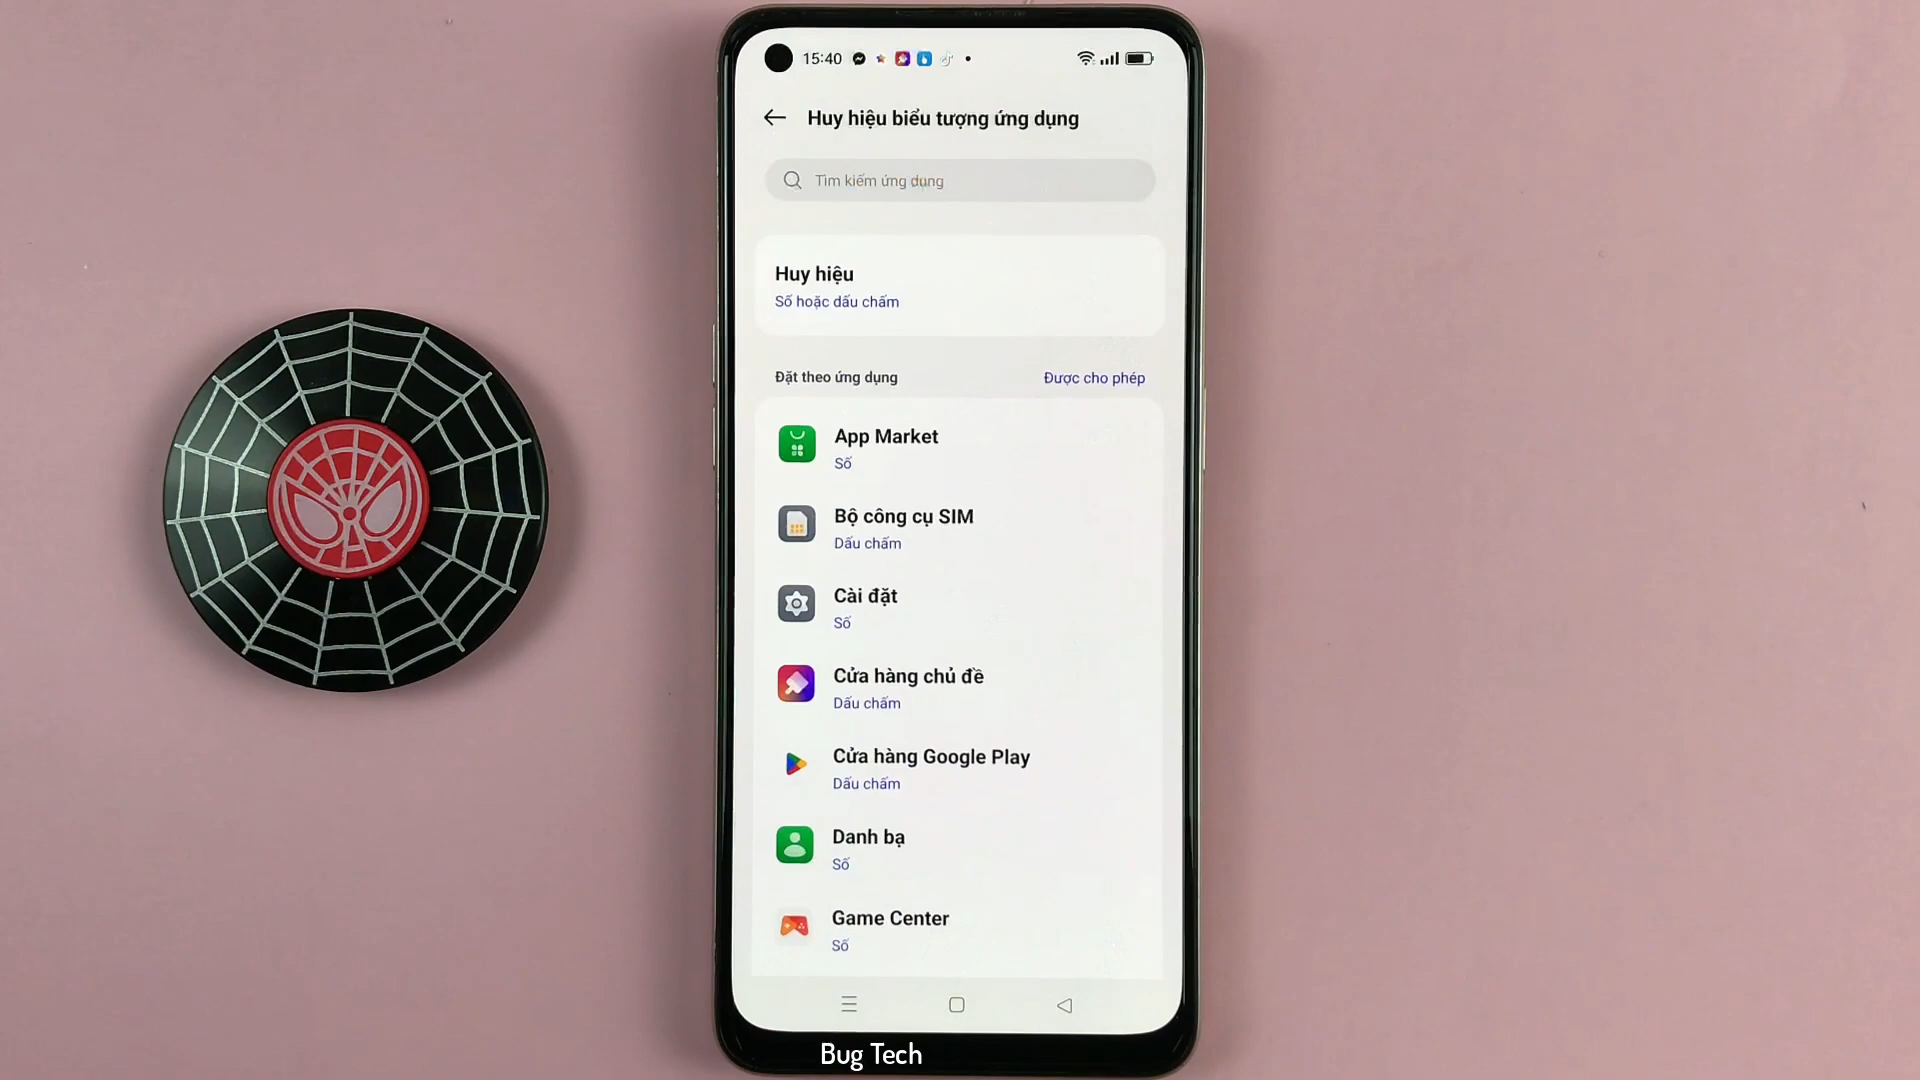 15:40
Huy hiệu biểu tượng ứng dụng
Tìm kiếm ứng dụng
Huy hiệu
Số hoặc dấu chấm
Đặt theo ứng dụng
Được cho phép
App Market
Số
Bộ công cụ SIM
Dấu chấm
Cài đặt
Số
Cửa hàng chủ đề
Dấu chấm
Cửa hàng Google Play
Dấu chấm
Danh bạ
Số
Game Center
Số
Bug Tech